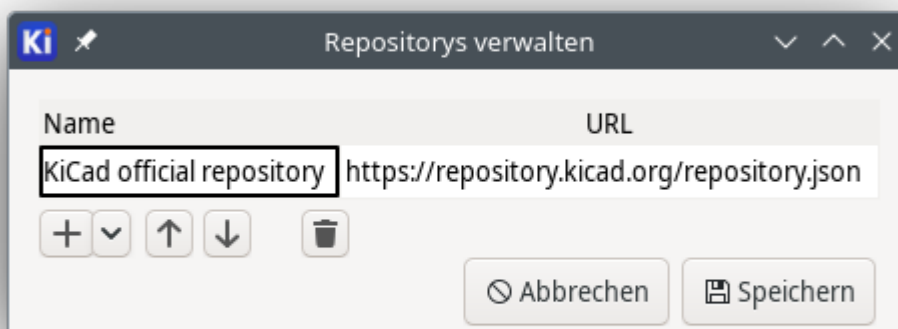 Ki Repositorys verwalten
Name URL
KiCad official repository https://repository.kicad.org/repository.json
Abbrechen Speichern